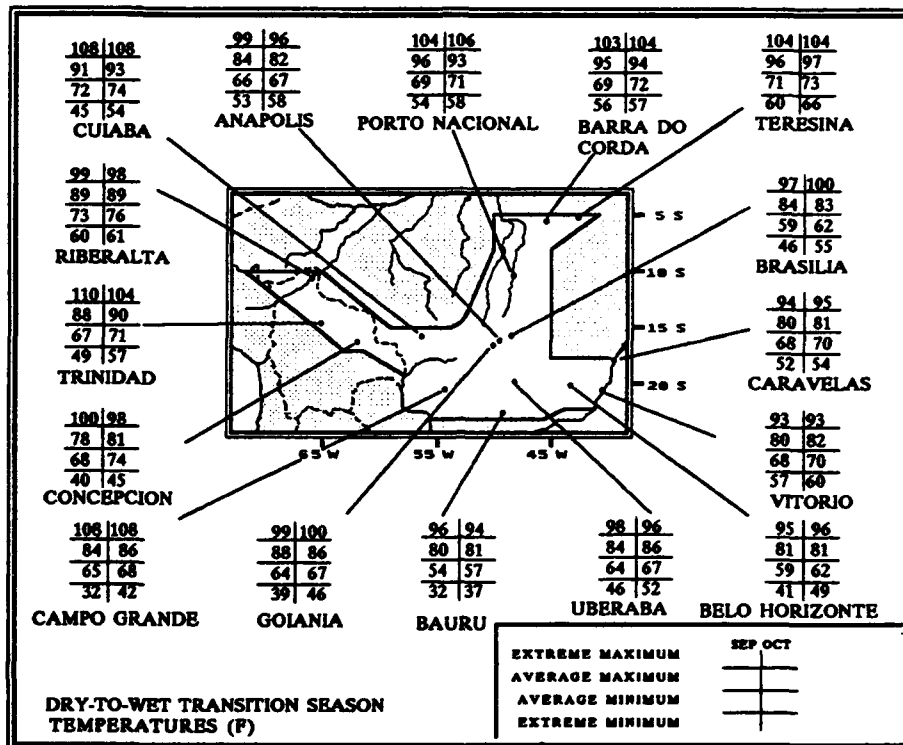 108 108
91 93
72 74
45 54
CUIABA
99 96
84 82
66 67
53 58
ANAPOLIS
104 106
96 93
69 71
54 58
PORTO NACIONAL
103 104
95 94
69 72
56 57
BARRA DO
CORDA
104 104
96 97
71 73
60 66
TERESINA
99 98
89 89
73 76
60 61
RIBERALTA
97 100
84 83
59 62
46 55
BRASILIA
110 104
88 90
67 71
49 57
TRINIDAD
94 95
80 81
68 70
52 54
CARAVELAS
100 98
78 81
68 74
40 45
CONCEPCION
93 93
80 82
68 70
57 60
VITORIO
5 S
10 S
15 S
20 S
65 W
55 W
45 W
108 108
84 86
65 68
32 42
CAMPO GRANDE
99 100
88 86
64 67
39 46
GOIANIA
96 94
80 81
54 57
32 37
BAURU
98 96
84 86
64 67
46 52
UBERABA
95 96
81 81
59 62
41 49
BELO HORIZONTE
SEP OCT
EXTREME MAXIMUM
AVERAGE MAXIMUM
AVERAGE MINIMUM
EXTREME MINIMUM
DRY-TO-WET TRANSITION SEASON
TEMPERATURES (F)